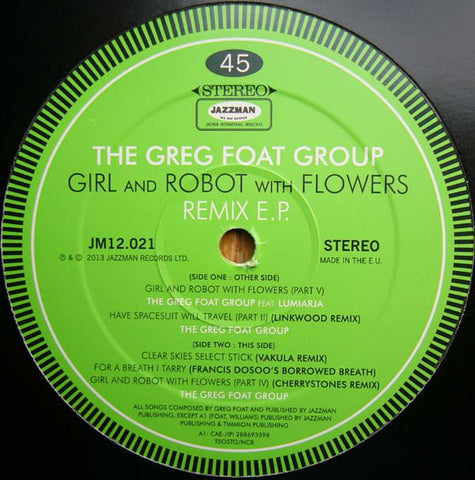 45
STEREO
JAZZMAN
JAZZMAN INTERNATIONAL INDUSTRIES
THE GREG FOAT GROUP
GIRL AND ROBOT WITH FLOWERS
REMIX E.P.
JM12.021
STEREO
℗ & © 2013 JAZZMAN RECORDS LTD.
MADE IN THE E.U.
(SIDE ONE : OTHER SIDE)
GIRL AND ROBOT WITH FLOWERS (PART V)
THE GREG FOAT GROUP FEAT. LUMIARJA
HAVE SPACESUIT WILL TRAVEL (PART II) (LINKWOOD REMIX)
THE GREG FOAT GROUP
(SIDE TWO : THIS SIDE)
CLEAR SKIES SELECT STICK (VAKULA REMIX)
FOR A BREATH I TARRY (FRANCIS DOSOO'S BORROWED BREATH)
GIRL AND ROBOT WITH FLOWERS (PART IV) (CHERRYSTONES REMIX)
THE GREG FOAT GROUP
ALL SONGS COMPOSED BY GREG FOAT AND PUBLISHED BY JAZZMAN
PUBLISHING, EXCEPT A1 (FOAT, WILLIAMS) PUBLISHED BY JAZZMAN
PUBLISHING & TIMMION PUBLISHING
A1: CAE-/IPI 288693598
TEOSTO/NCB